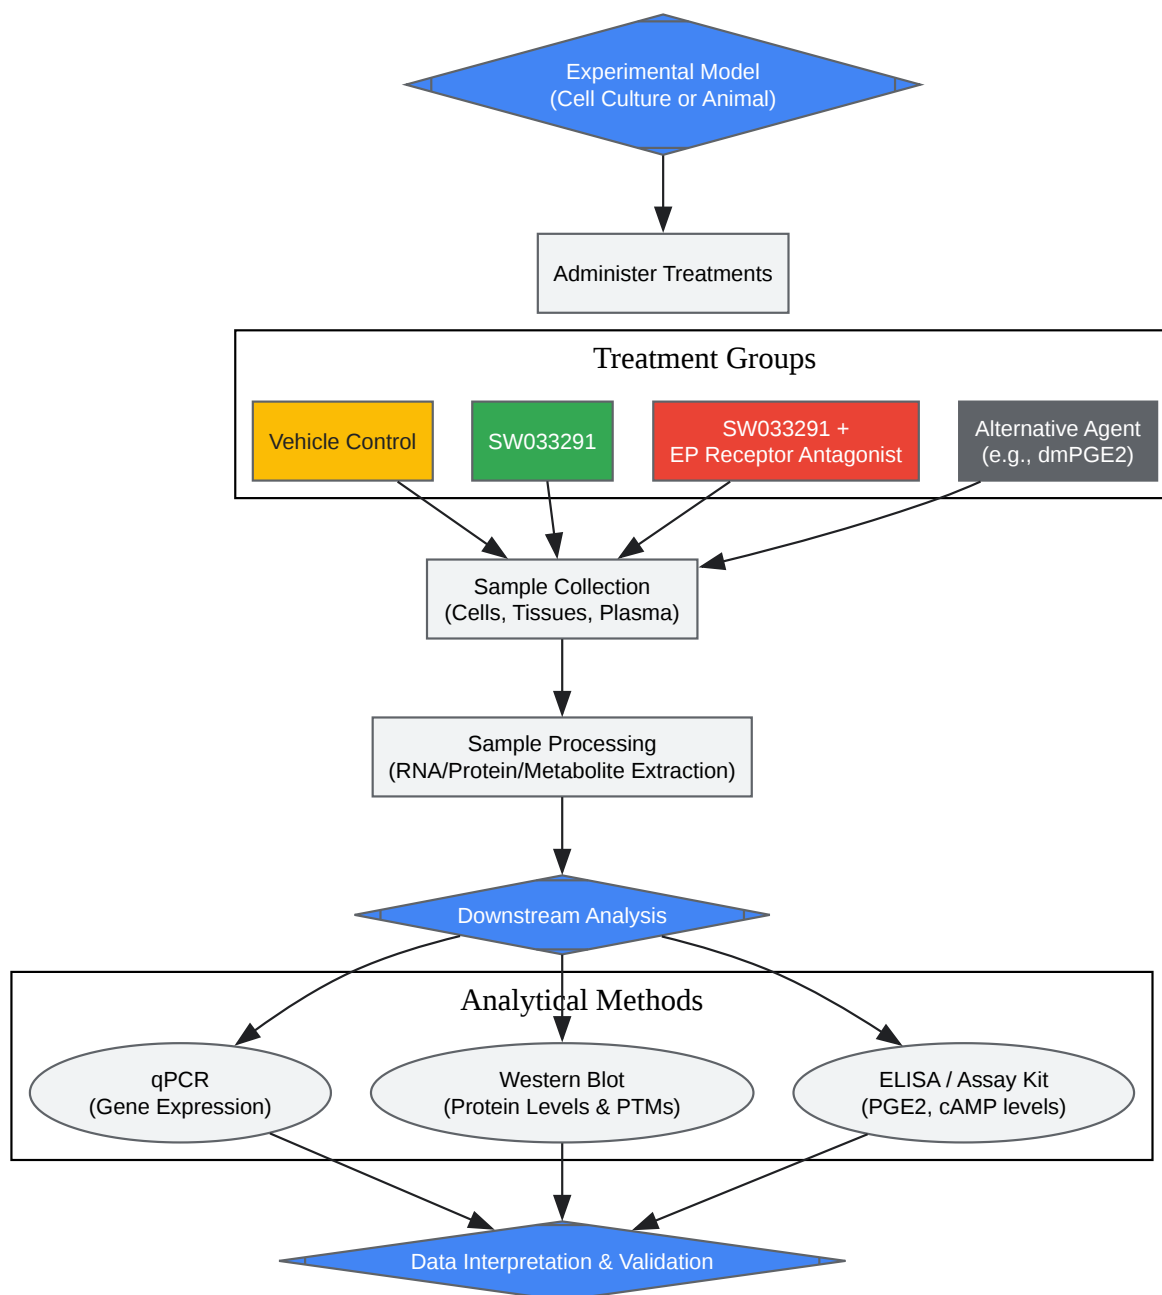 Experimental Model
(Cell Culture or Animal)
Administer Treatments
Treatment Groups
Vehicle Control
SW033291
SW033291 +
EP Receptor Antagonist
Alternative Agent
(e.g., dmPGE2)
Sample Collection
(Cells, Tissues, Plasma)
Sample Processing
(RNA/Protein/Metabolite Extraction)
Downstream Analysis
Analytical Methods
qPCR
(Gene Expression)
Western Blot
(Protein Levels & PTMs)
ELISA / Assay Kit
(PGE2, cAMP levels)
Data Interpretation & Validation